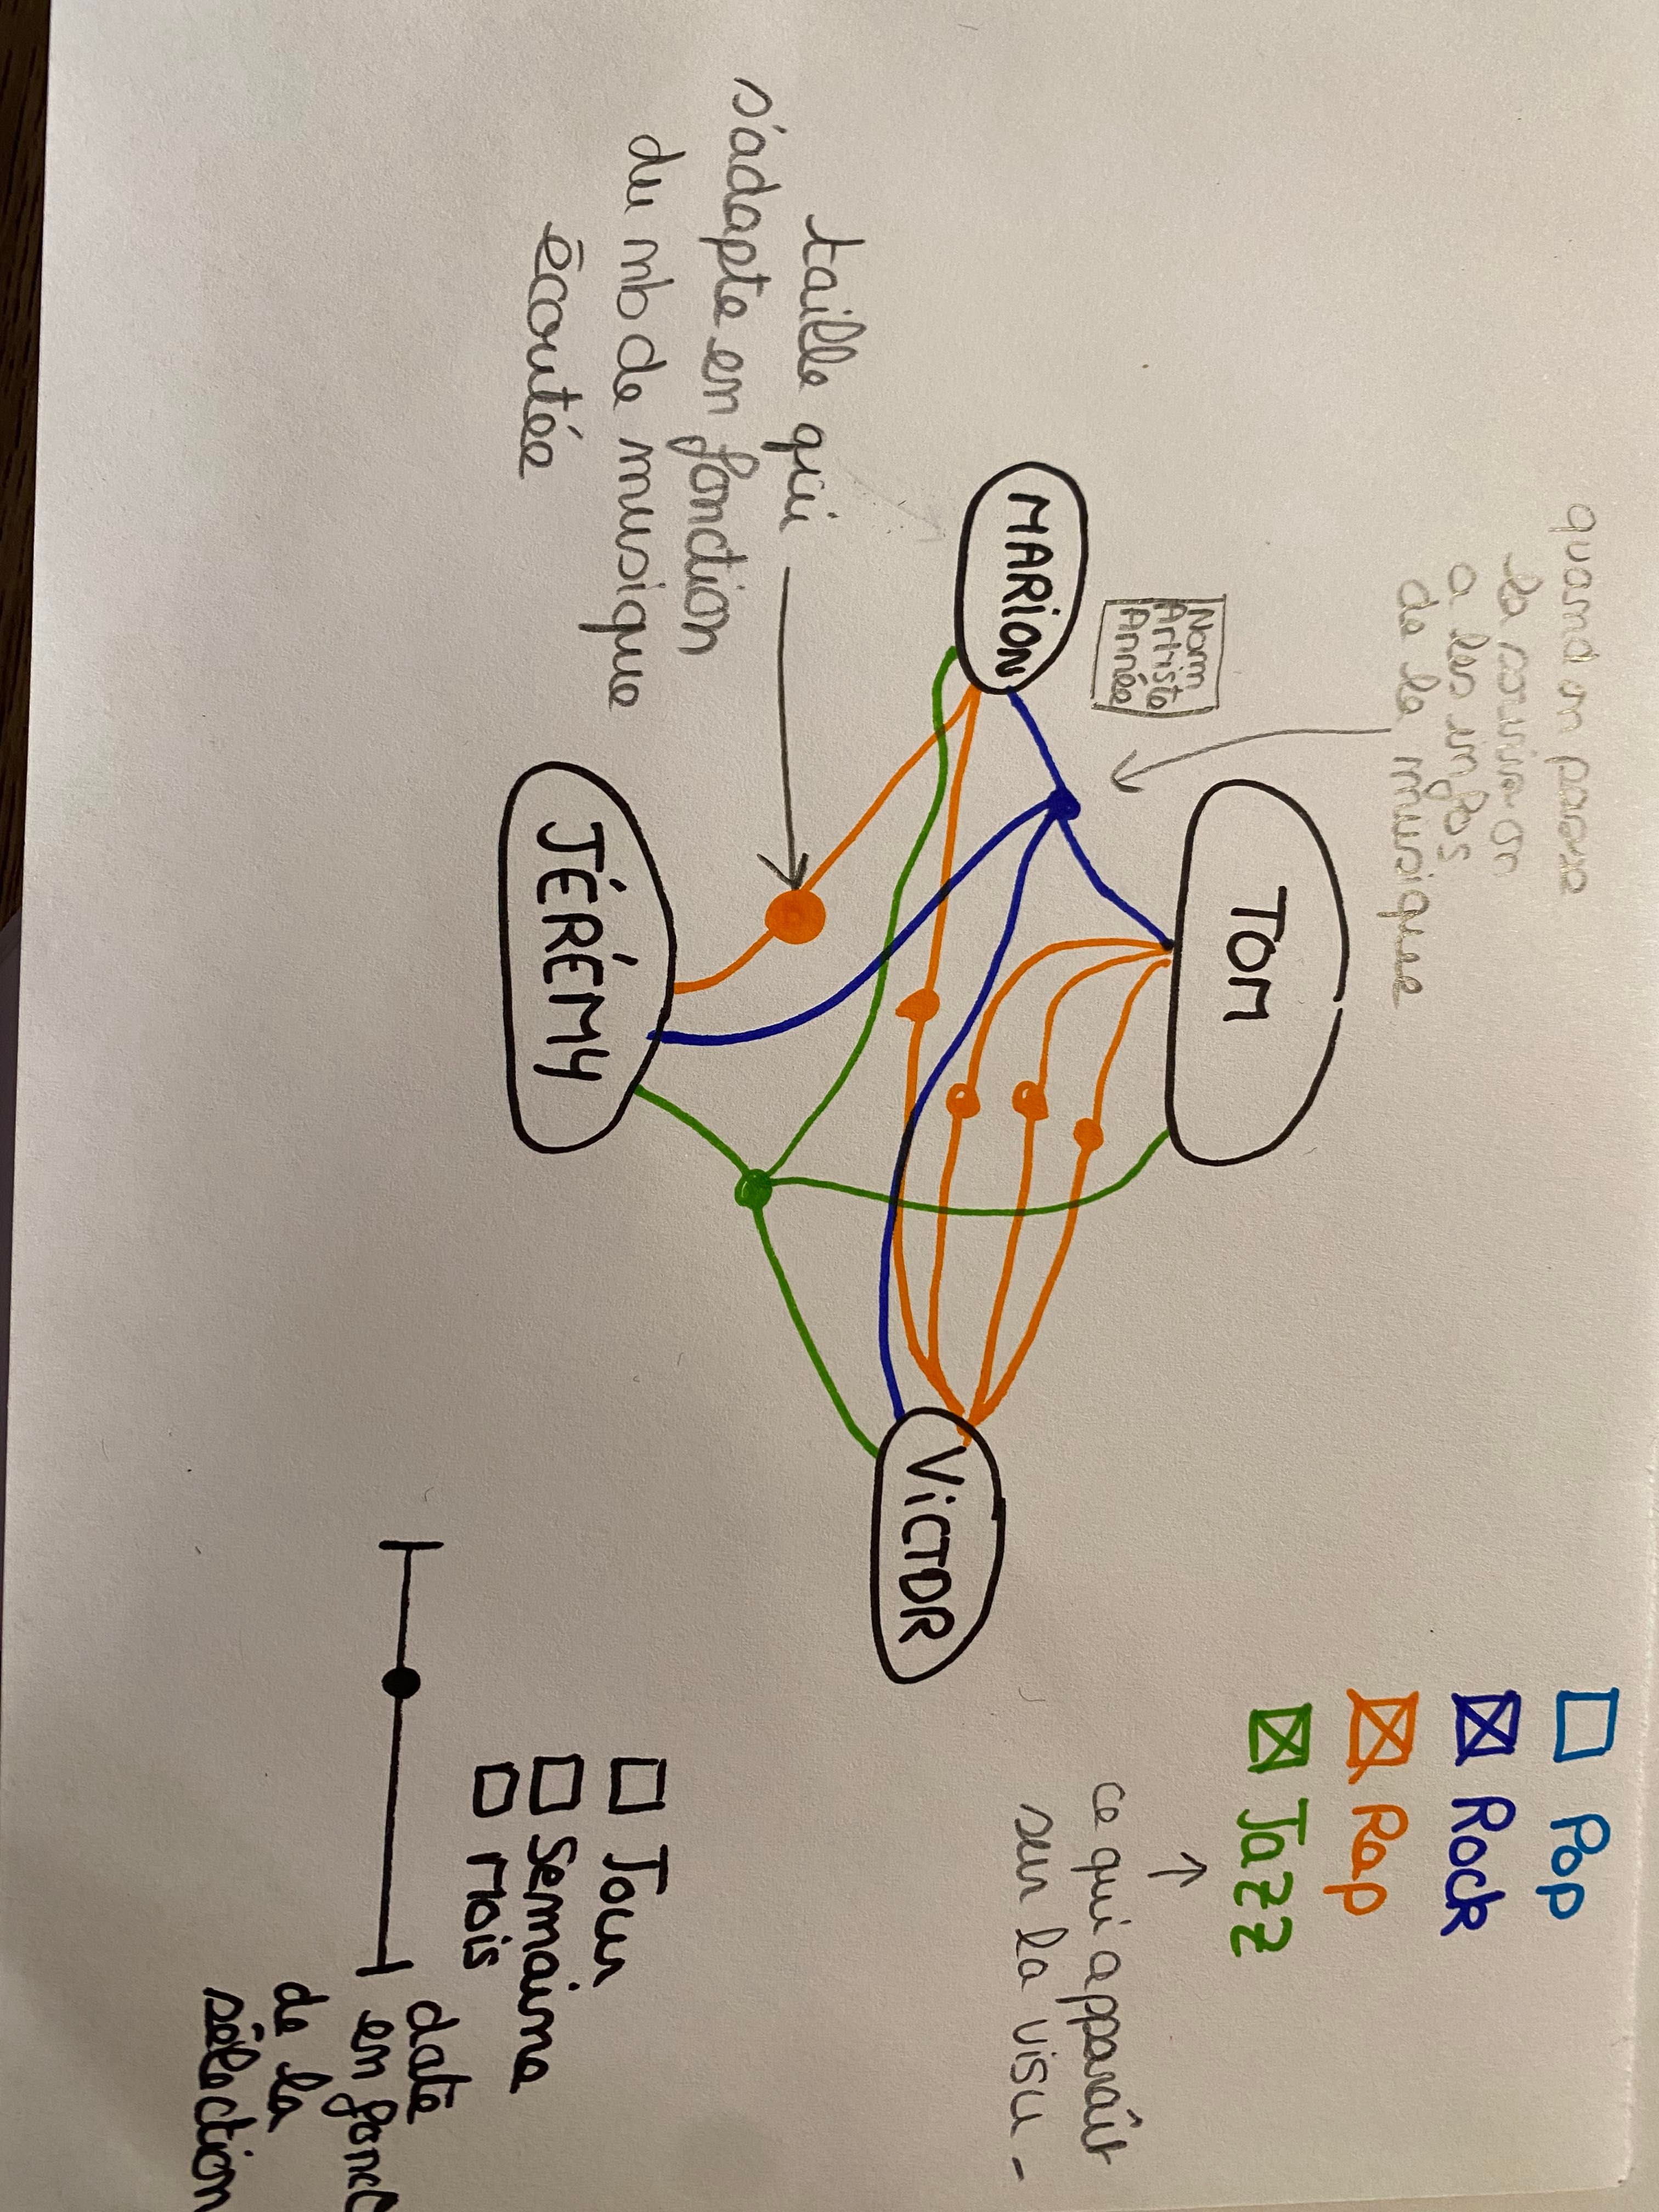 quand on passe
la souris on
a les infos
de la musique
Pop
Rock
Rap
Jazz
ce qui apparaît
sur la visu -
TOM
Nom
Artiste
Année
MARION
VICTOR
taille qui
s'adapte en fonction
du nb de musique
écoutée
JÉRÉMY
Jour
Semaine
Mois
date
en fonct
de la
sélection